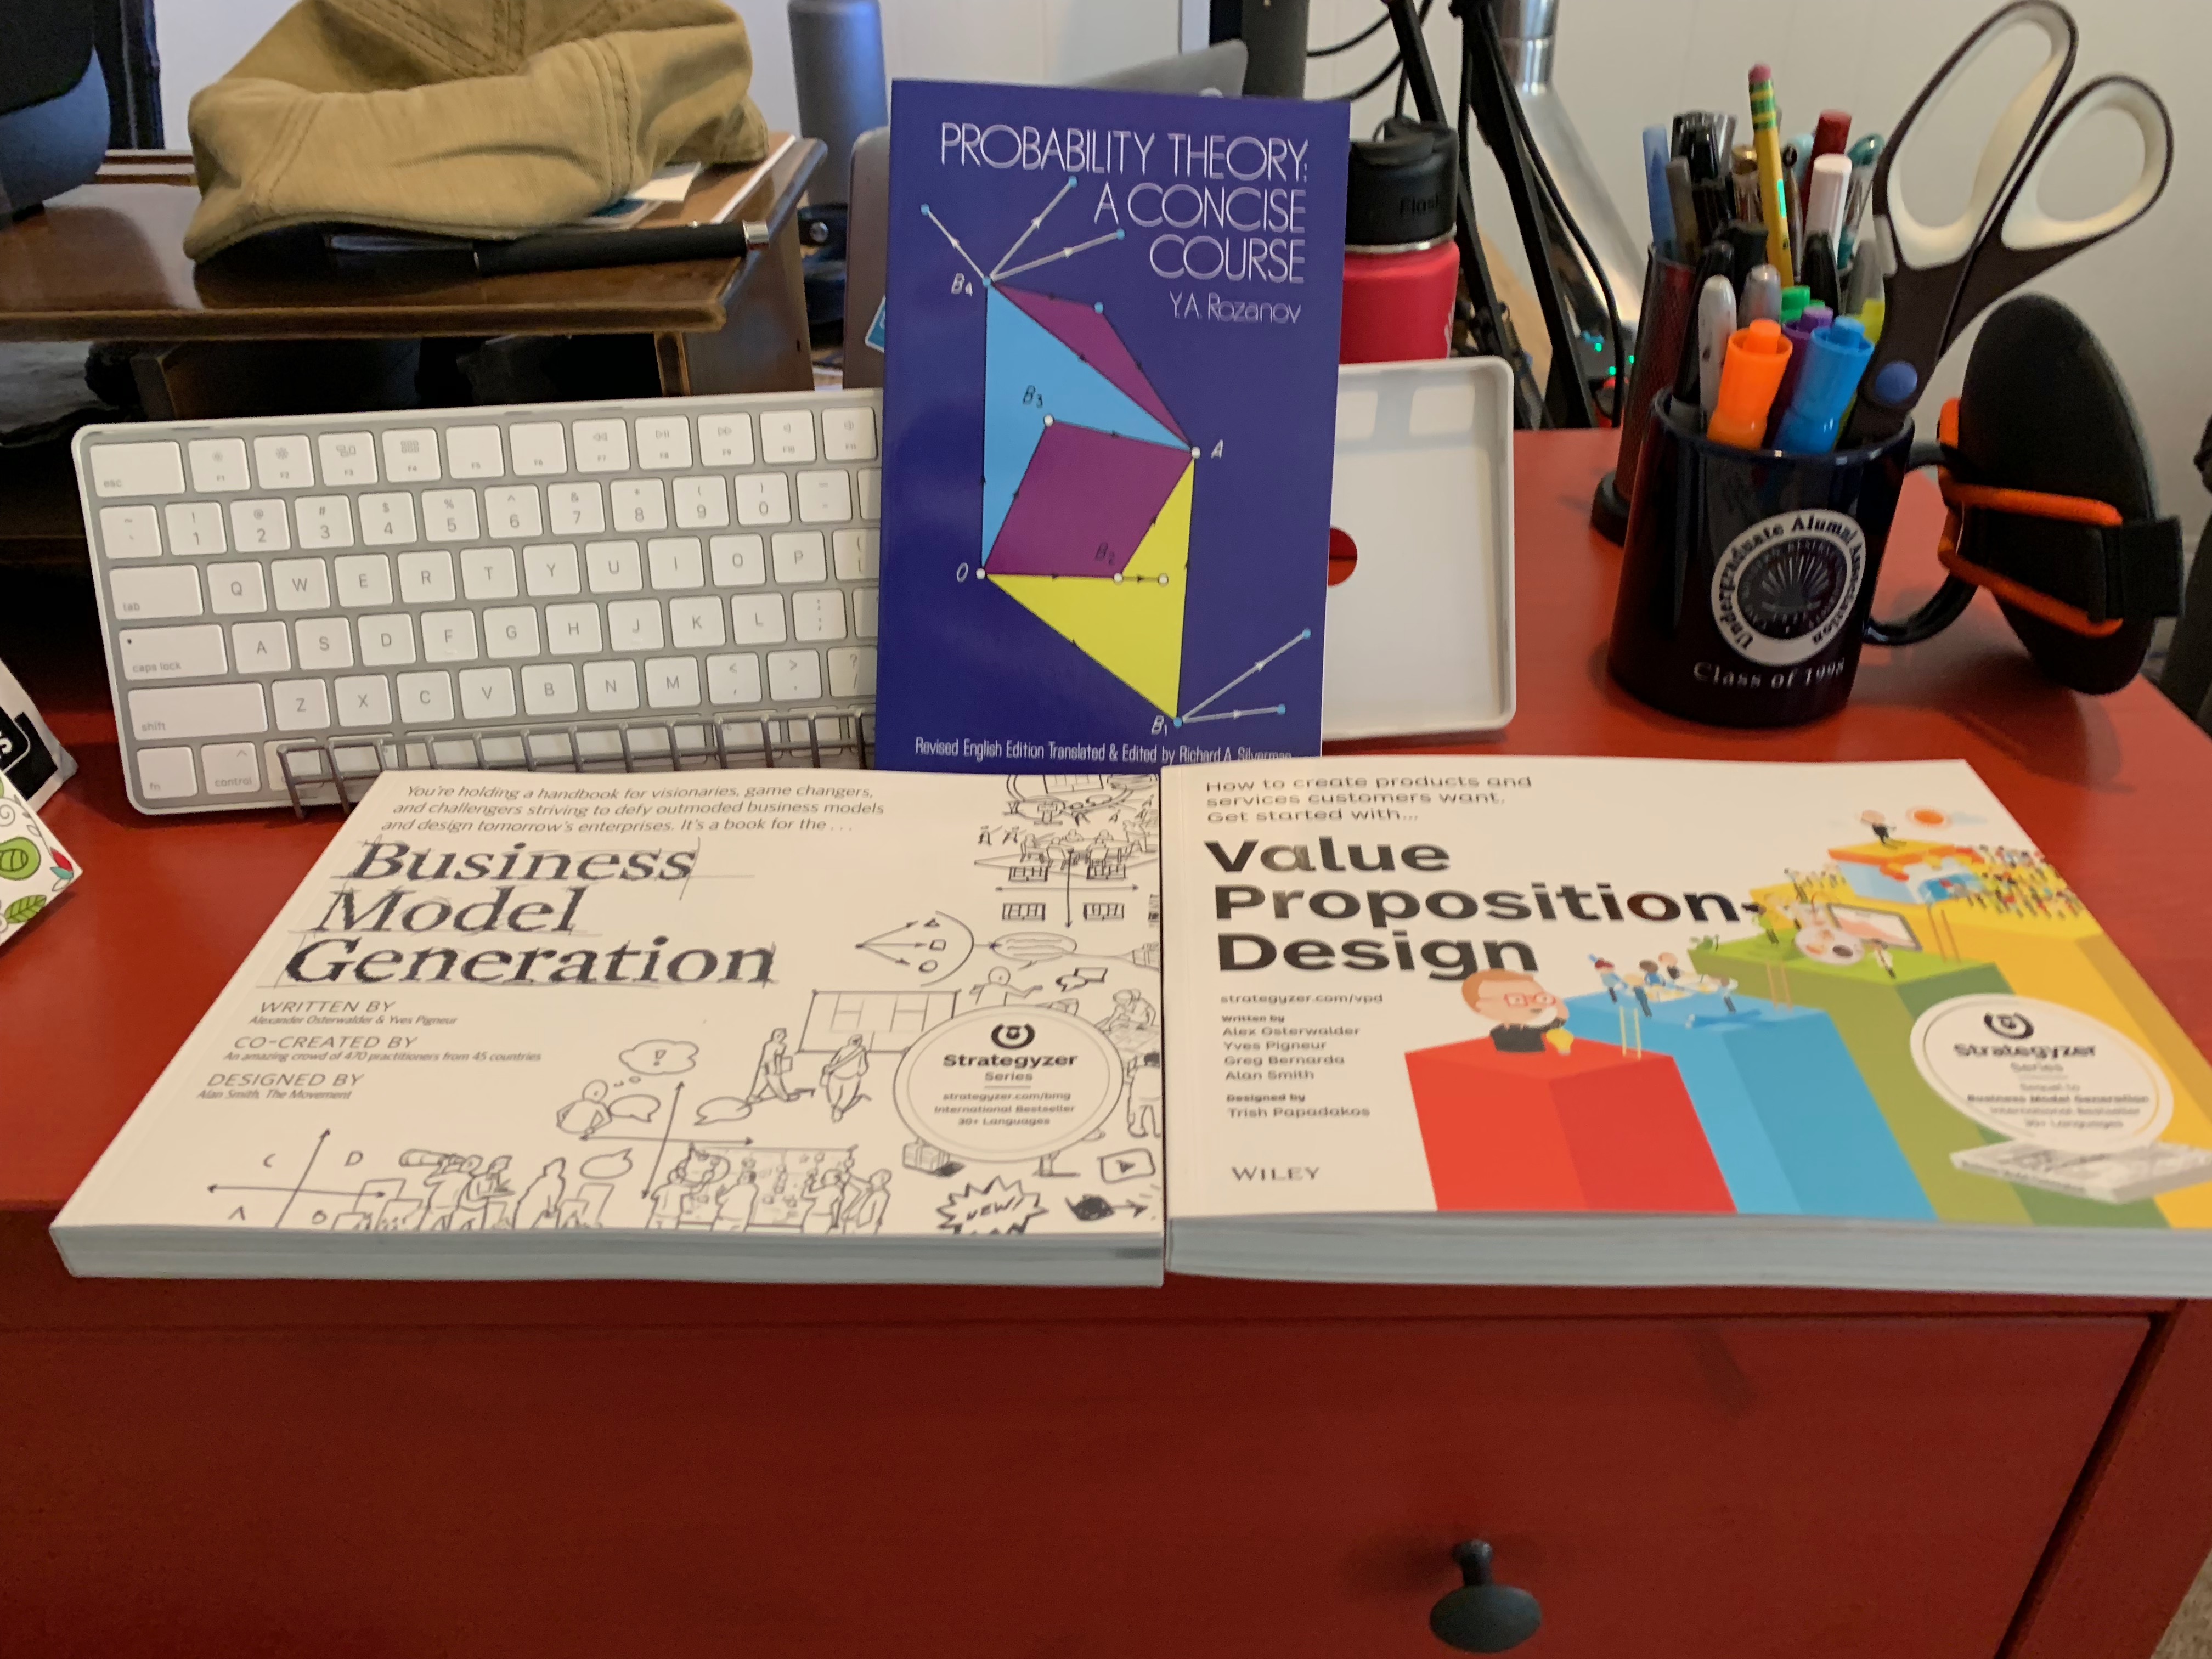 PROBABILITY THEORY:
A CONCISE
COURSE
Y.A. Rozanov
B4
B3
A
B2
O
B1
Revised English Edition Translated & Edited by Richard A. Silverman
Flask
esc
F1
F2
F3
F4
F5
F6
F7
F8
F9
F10
~ ! @ # $ % ^ & * ( ) –
` 1 2 3 4 5 6 7 8 9 0 -
tab Q W E R T Y U I O P
caps lock A S D F G H J K L
shift Z X C V B N M < > ?
, . /
fn control
Undergraduate Alumni Association
Class of 1998
You're holding a handbook for visionaries, game changers,
and challengers striving to defy outmoded business models
and design tomorrow's enterprises. It's a book for the . . .
Business
Model
Generation
WRITTEN BY
Alexander Osterwalder & Yves Pigneur
CO-CREATED BY
An amazing crowd of 470 practitioners from 45 countries
DESIGNED BY
Alan Smith, The Movement
Strategyzer
Series
strategyzer.com/bmg
International Bestseller
30+ Languages
C D
A B
NEW!
How to create products and
services customers want.
Get started with...
Value
Proposition
Design
strategyzer.com/vpd
Written by
Alex Osterwalder
Yves Pigneur
Greg Bernarda
Alan Smith
Designed by
Trish Papadakos
WILEY
Strategyzer
Series
Sequel to
Business Model Generation
International Bestseller
30+ Languages